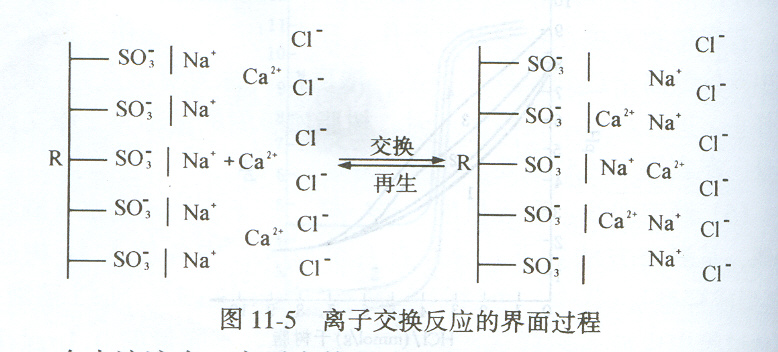 Cl⁻
SO₃⁻ | Na⁺
Ca²⁺
Cl⁻
SO₃⁻ | Na⁺
Cl⁻
R SO₃⁻ | Na⁺ + Ca²⁺
Cl⁻
SO₃⁻ | Na⁺
Cl⁻
Ca²⁺
SO₃⁻ | Na⁺
Cl⁻
交换
再生
Cl⁻
SO₃⁻ |
Na⁺
Cl⁻
SO₃⁻ | Ca²⁺ Na⁺
Cl⁻
R SO₃⁻ | Na⁺ Ca²⁺
Cl⁻
SO₃⁻ | Ca²⁺ Na⁺
Cl⁻
Na⁺
SO₃⁻ |
Cl⁻
图 11-5 离子交换反应的界面过程